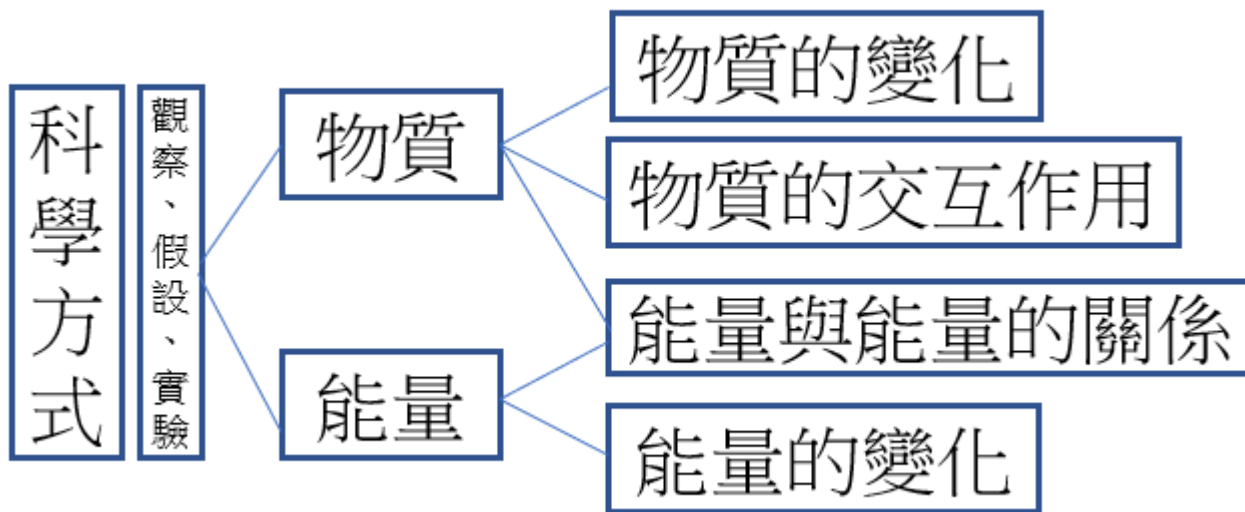 科學方式
觀察、假設、實驗
物質
能量
物質的變化
物質的交互作用
能量與能量的關係
能量的變化